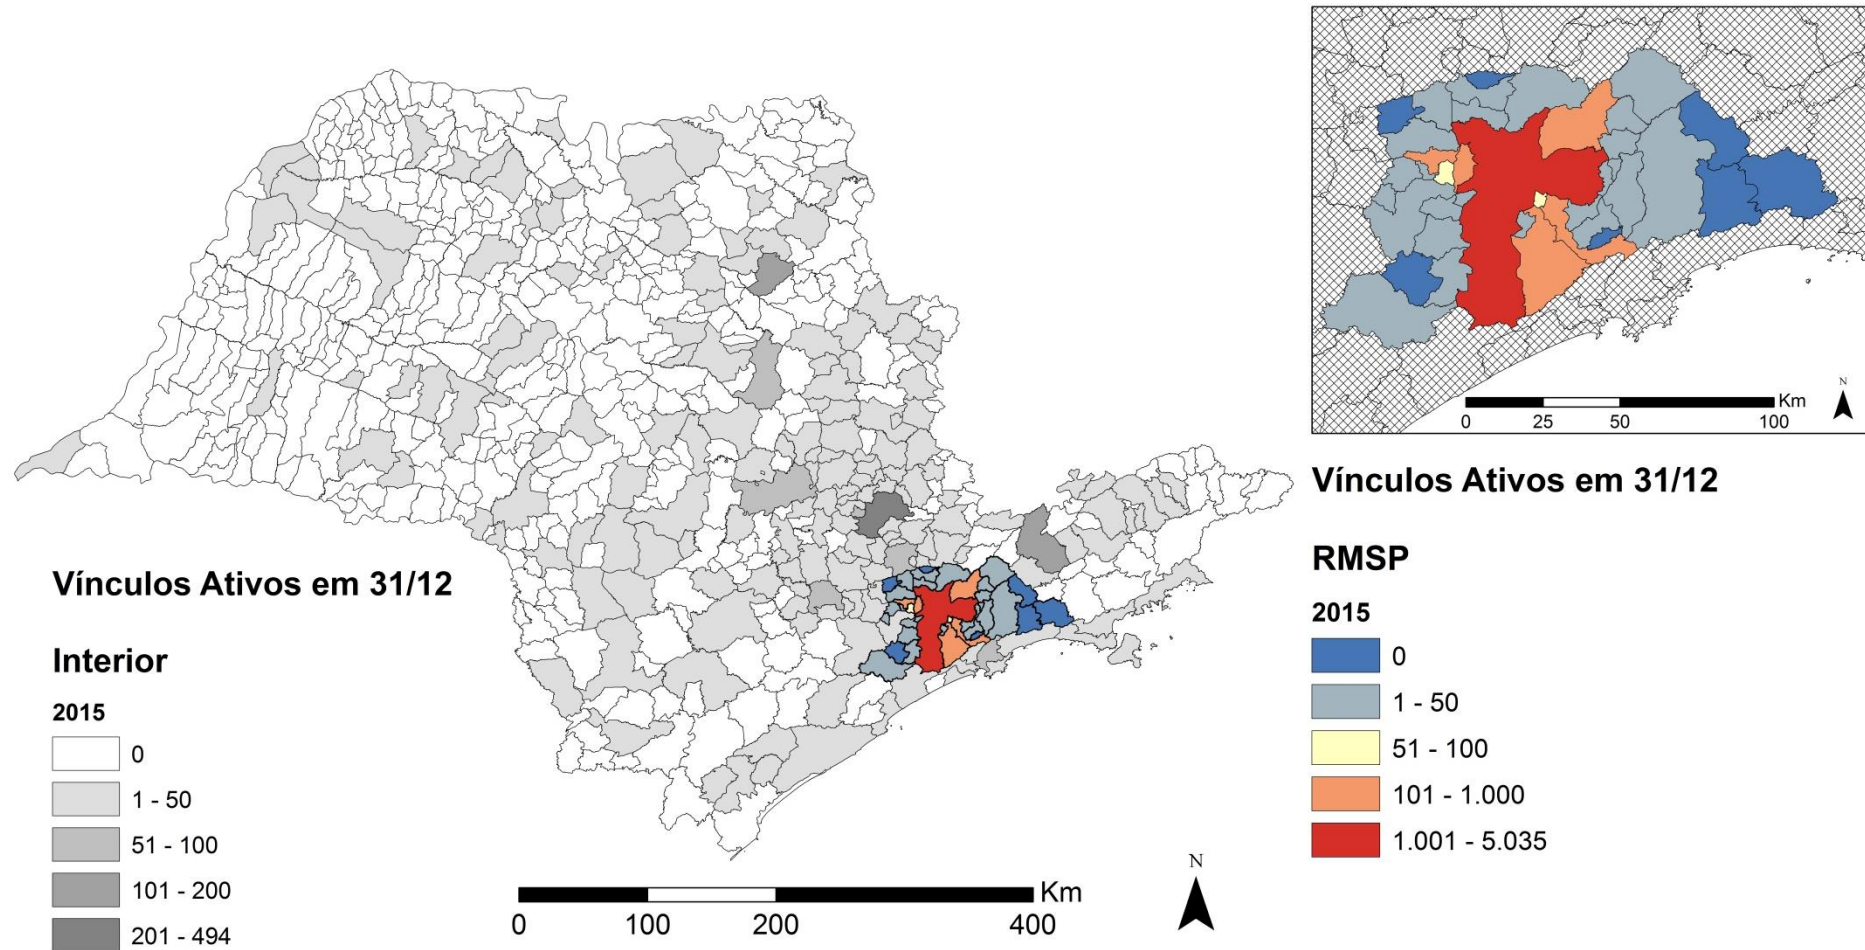 Vínculos Ativos em 31/12
Interior
2015
0
1 - 50
51 - 100
101 - 200
201 - 494
Km
0 100 200 400
N
Km
0 25 50 100
N
Vínculos Ativos em 31/12
RMSP
2015
0
1 - 50
51 - 100
101 - 1.000
1.001 - 5.035